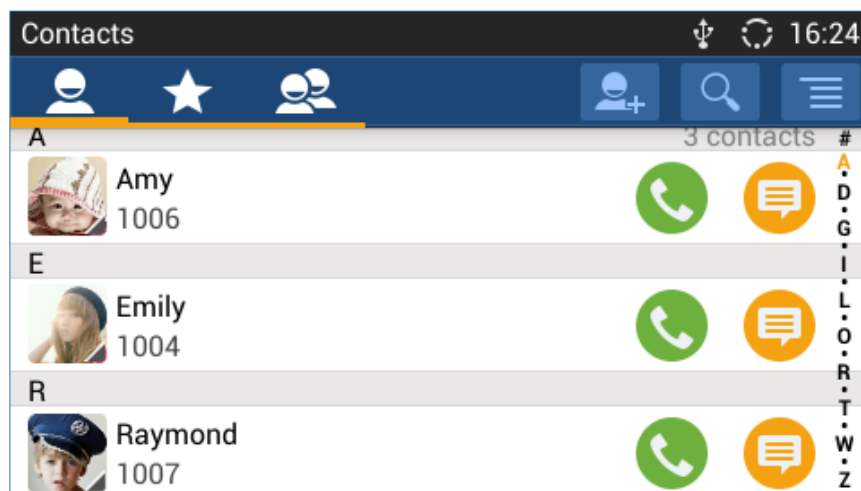 Contacts 16:24
A 3 contacts #
Amy
1006
E
Emily
1004
R
Raymond
1007
A
D
G
I
L
O
R
T
W
Z